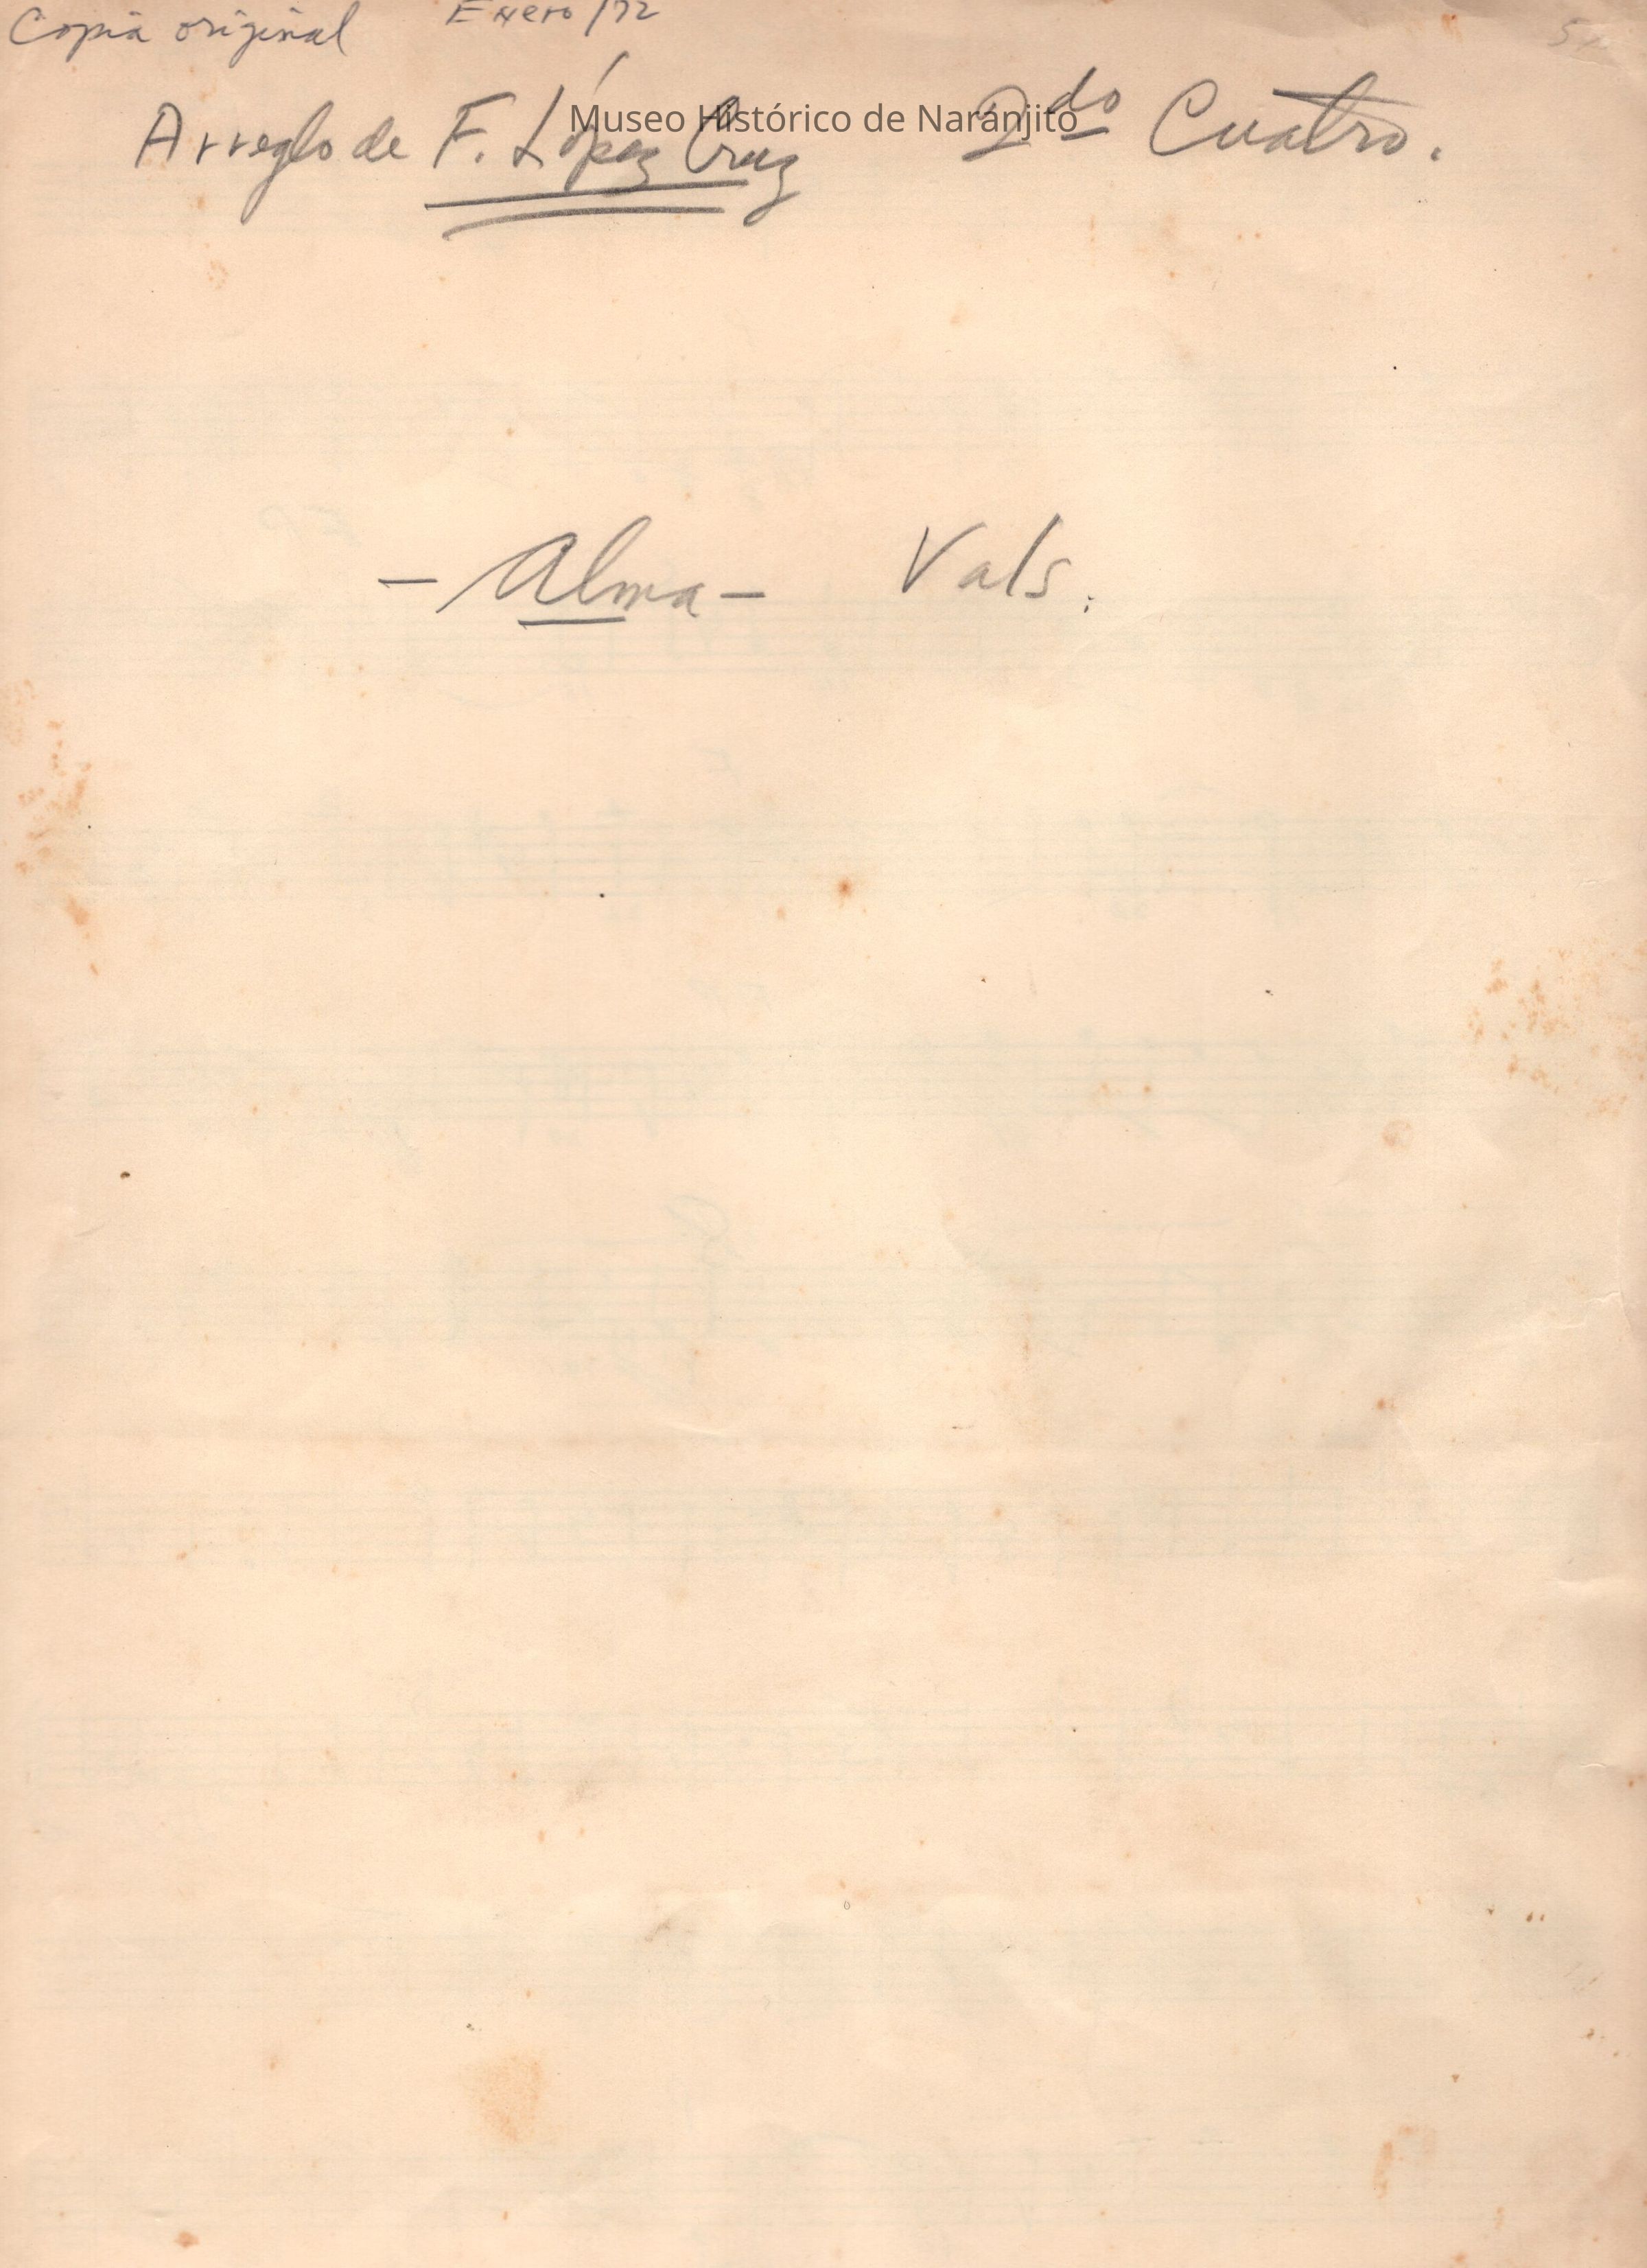 Copia original Enero/72
Museo Histórico de Naranjito
Arreglo de F. López Cruz 2do Cuatro.
- Alma - Vals.